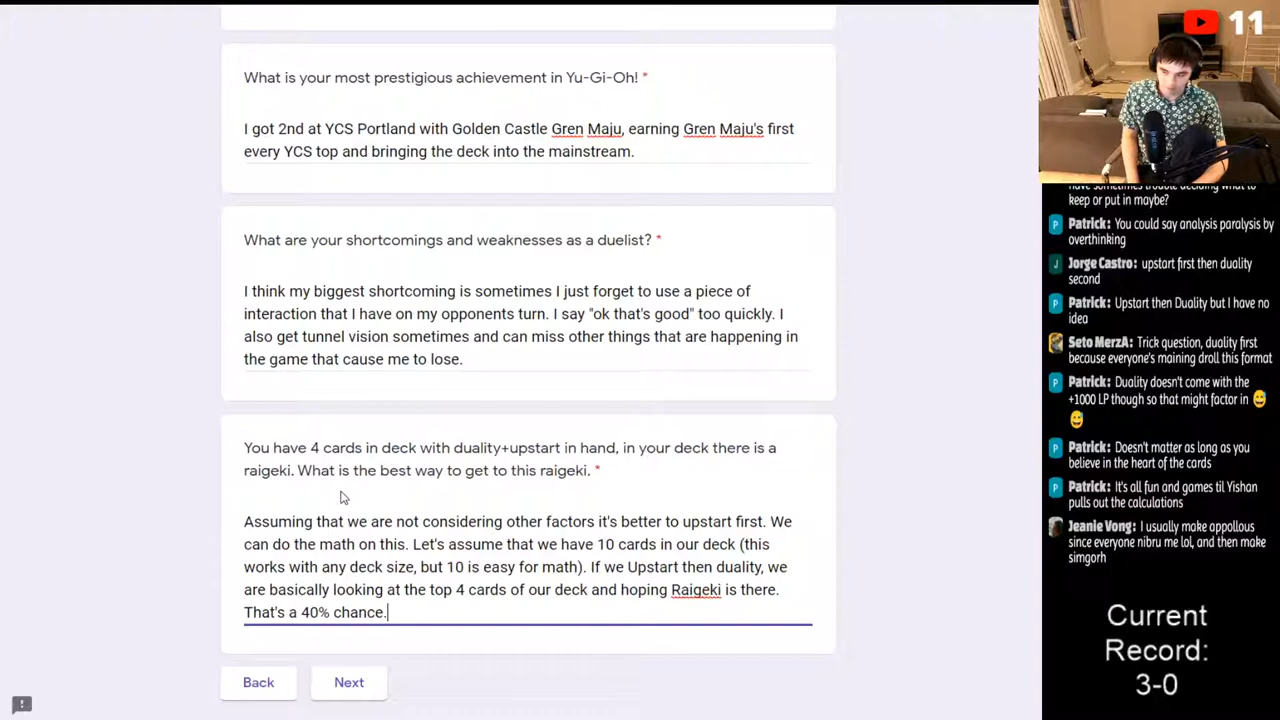 What is your most prestigious achievement in Yu-Gi-Oh! *
I got 2nd at YCS Portland with Golden Castle Gren Maju, earning Gren Maju's first
every YCS top and bringing the deck into the mainstream.
What are your shortcomings and weaknesses as a duelist? *
I think my biggest shortcoming is sometimes I just forget to use a piece of
interaction that I have on my opponents turn. I say "ok that's good" too quickly. I
also get tunnel vision sometimes and can miss other things that are happening in
the game that cause me to lose.
You have 4 cards in deck with duality+upstart in hand, in your deck there is a
raigeki. What is the best way to get to this raigeki. *
Assuming that we are not considering other factors it's better to upstart first. We
can do the math on this. Let's assume that we have 10 cards in our deck (this
works with any deck size, but 10 is easy for math). If we Upstart then duality, we
are basically looking at the top 4 cards of our deck and hoping Raigeki is there.
That's a 40% chance.
Back
Next
11
have sometimes trouble deciding what to
keep or put in maybe?
P Patrick: You could say analysis paralysis by
overthinking
J Jorge Castro: upstart first then duality
second
P Patrick: Upstart then Duality but I have no
idea
Seto MerzA: Trick question, duality first
because everyone's maining droll this format
P Patrick: Duality doesn't come with the
+1000 LP though so that might factor in 😅
😅
P Patrick: Doesn't matter as long as you
believe in the heart of the cards
P Patrick: It's all fun and games til Yishan
pulls out the calculations
Jeanie Vong: I usually make appollous
since everyone nibru me lol, and then make
simgorh
Current
Record:
3-0